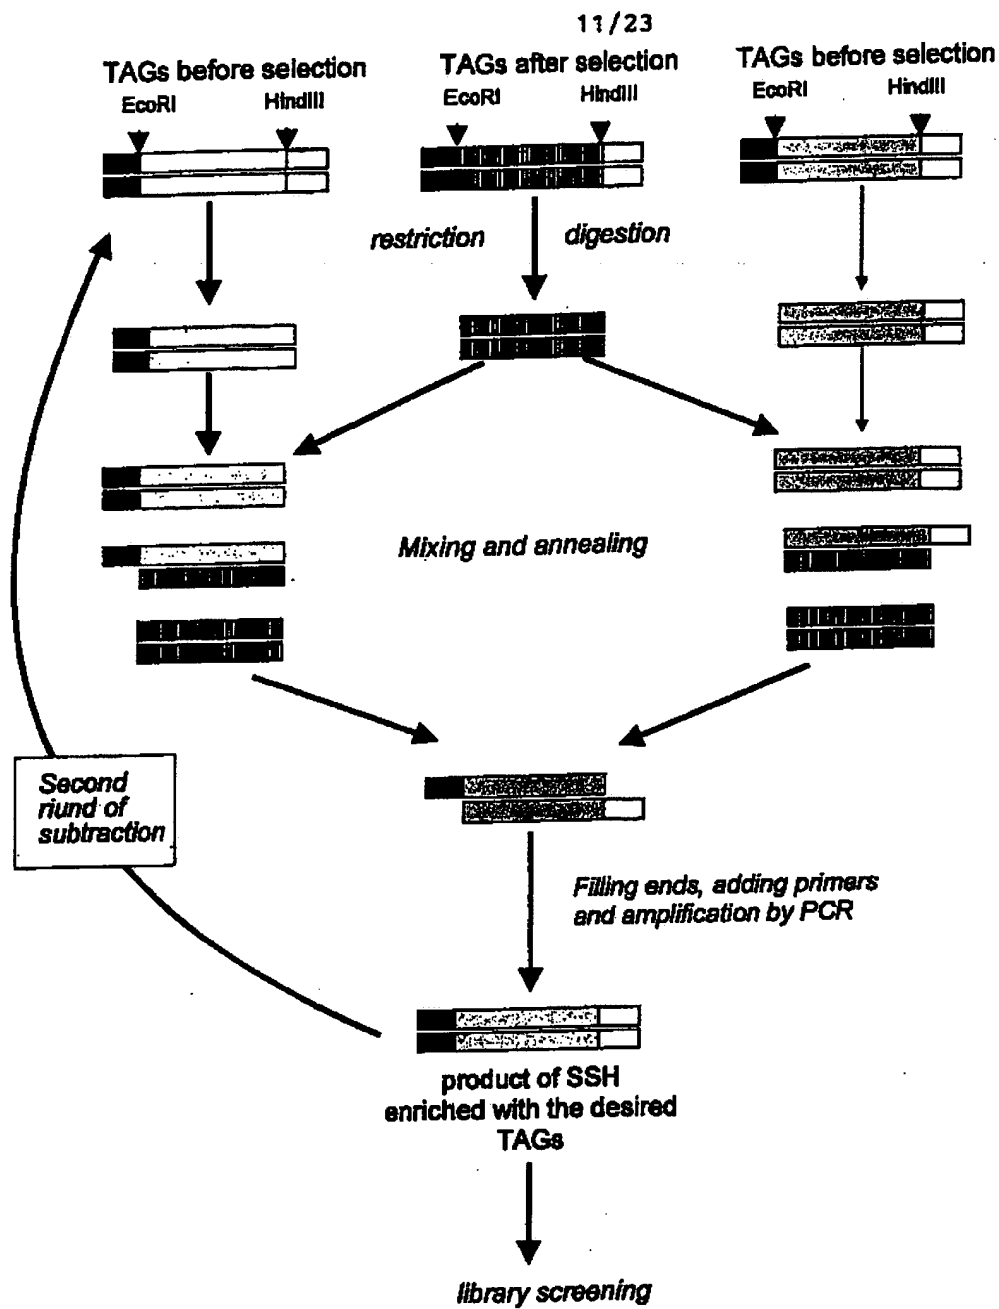 11/23
TAGs before selection
TAGs after selection
TAGs before selection
EcoRI
HindIII
EcoRI
HindIII
EcoRI
HindIII
restriction
digestion
Mixing and annealing
Second
riund of
subtraction
Filling ends, adding primers
and amplification by PCR
product of SSH
enriched with the desired
TAGs
library screening